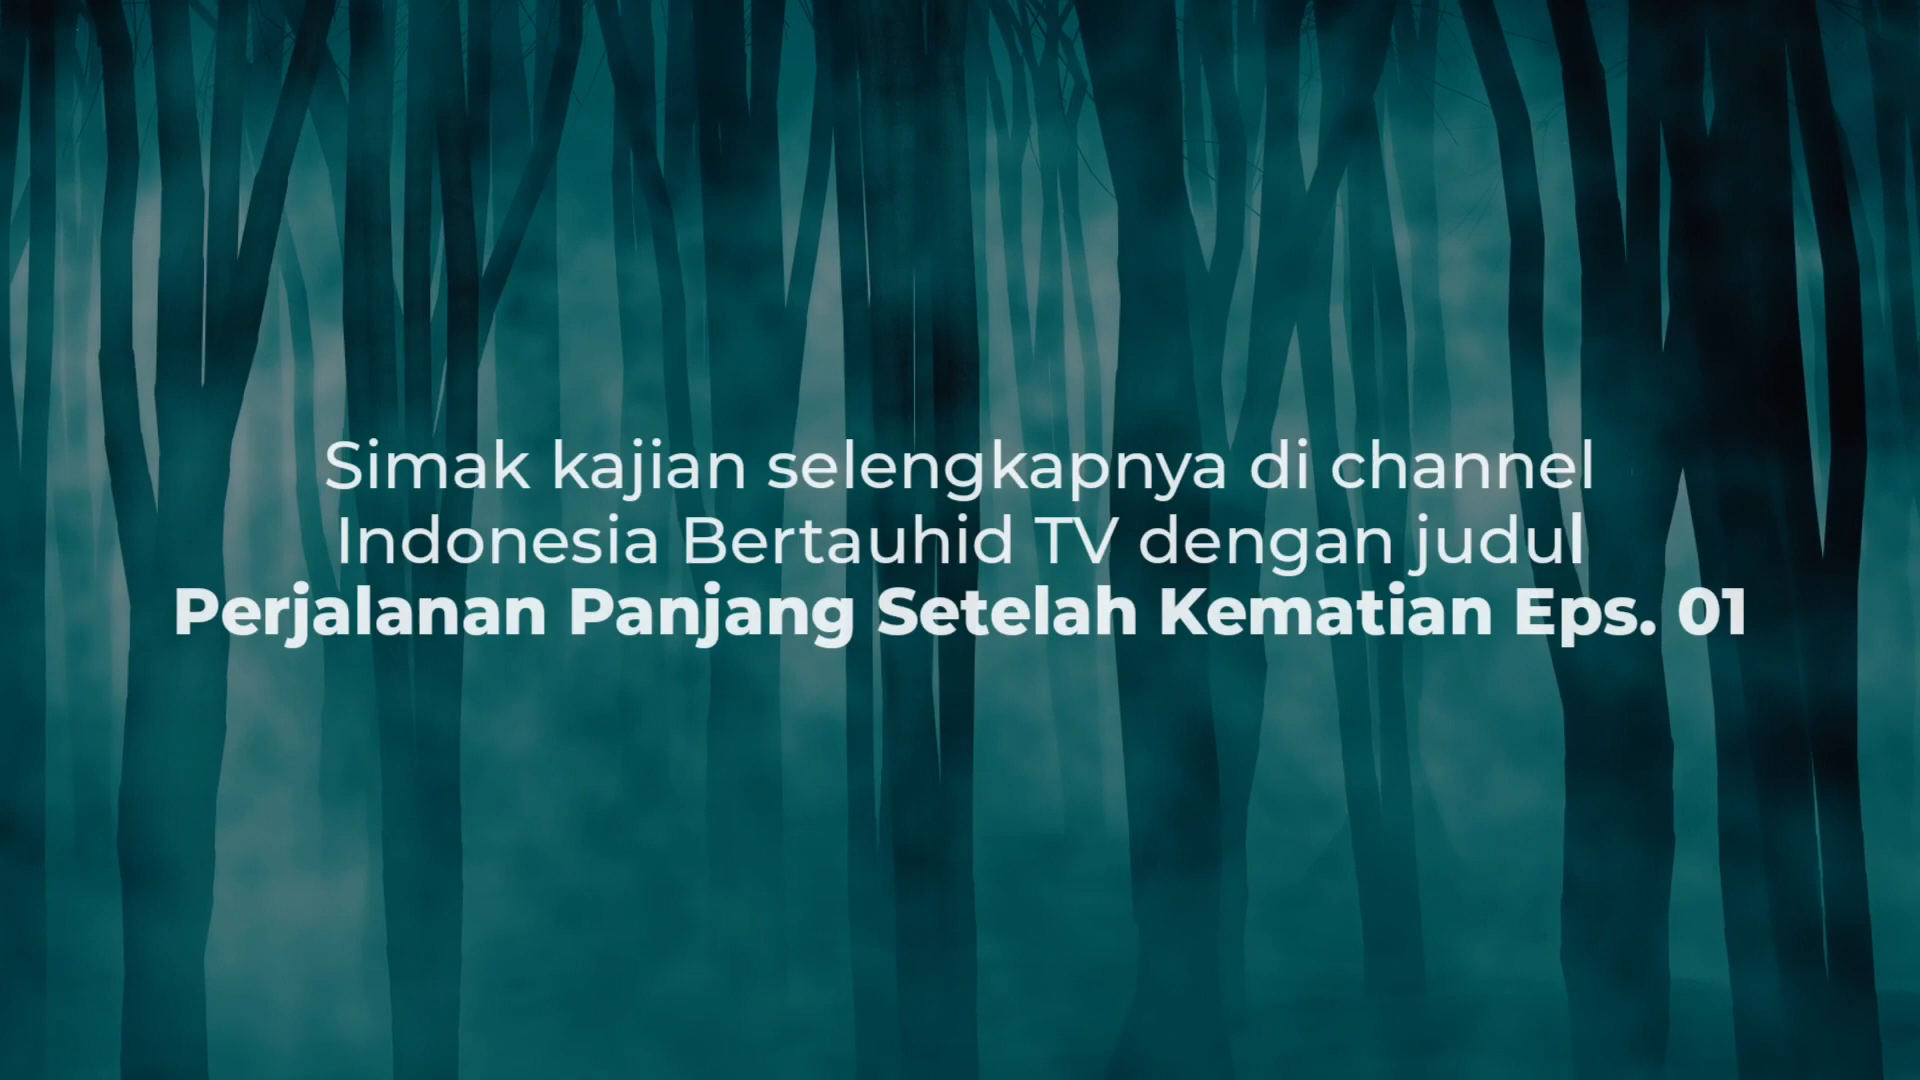 Simak kajian selengkapnya di channel
Indonesia Bertauhid TV dengan judul
Perjalanan Panjang Setelah Kematian Eps. 01